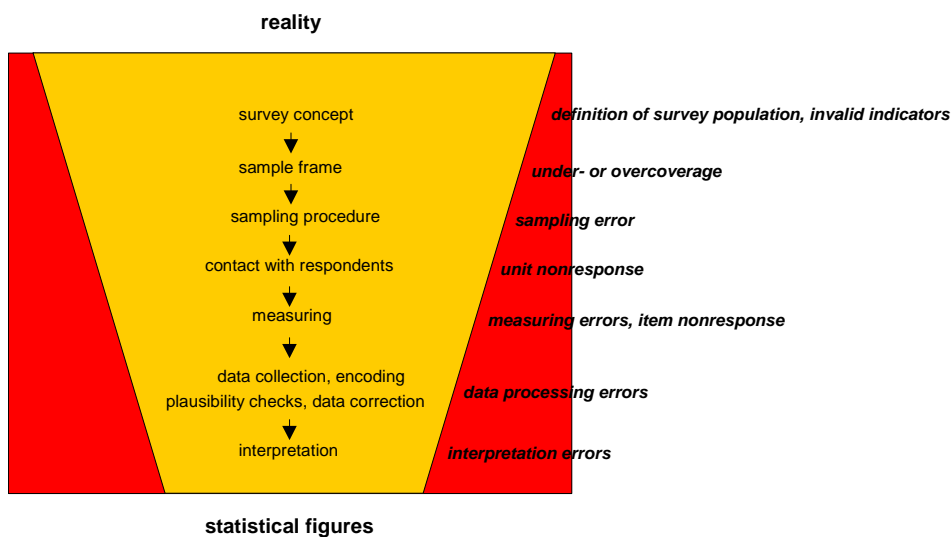 reality
survey concept
definition of survey population, invalid indicators
sample frame
under- or overcoverage
sampling procedure
sampling error
contact with respondents
unit nonresponse
measuring
measuring errors, item nonresponse
data collection, encoding
plausibility checks, data correction
data processing errors
interpretation
interpretation errors
statistical figures